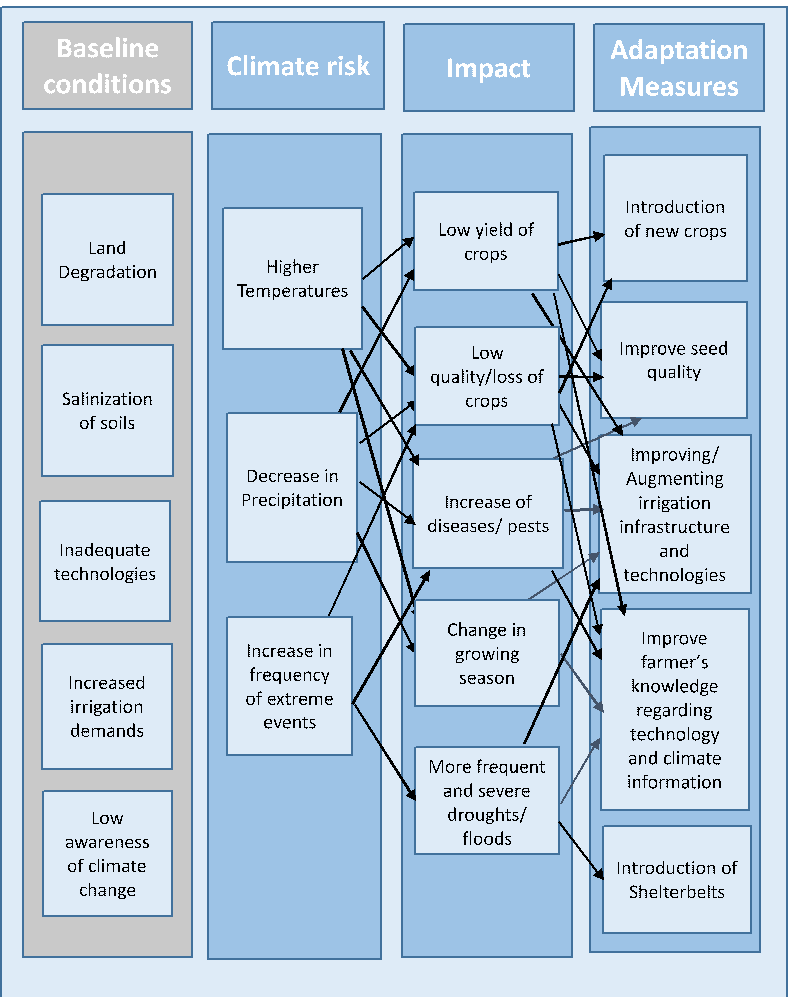 Baseline
conditions
Climate risk
Impact
Adaptation
Measures
Land
Degradation
Salinization
of soils
Inadequate
technologies
Increased
irrigation
demands
Low
awareness
of climate
change
Higher
Temperatures
Decrease in
Precipitation
Increase in
frequency
of extreme
events
Low yield of
crops
Low
quality/loss of
crops
Increase of
diseases/ pests
Change in
growing
season
More frequent
and severe
droughts/
floods
Introduction
of new crops
Improve seed
quality
Improving/
Augmenting
irrigation
infrastructure
and
technologies
Improve
farmer's
knowledge
regarding
technology
and climate
information
Introduction of
Shelterbelts